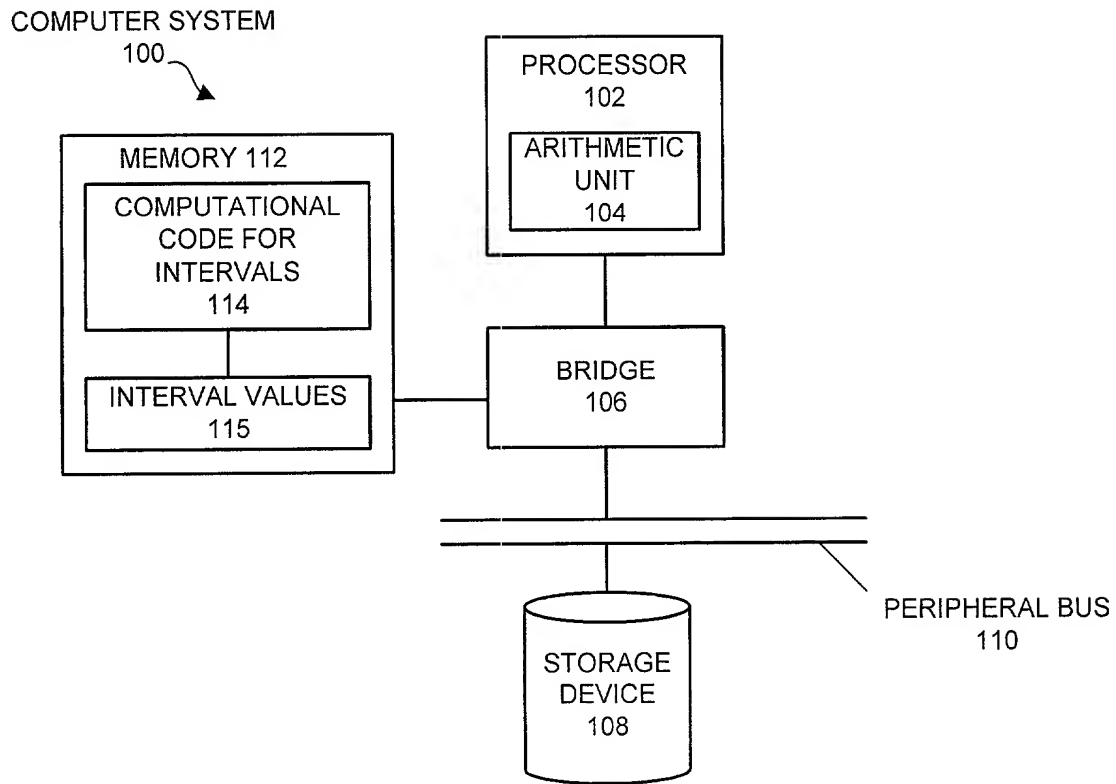 COMPUTER SYSTEM
100
PROCESSOR
102
ARITHMETIC
UNIT
104
MEMORY 112
COMPUTATIONAL
CODE FOR
INTERVALS
114
INTERVAL VALUES
115
BRIDGE
106
PERIPHERAL BUS
110
STORAGE
DEVICE
108